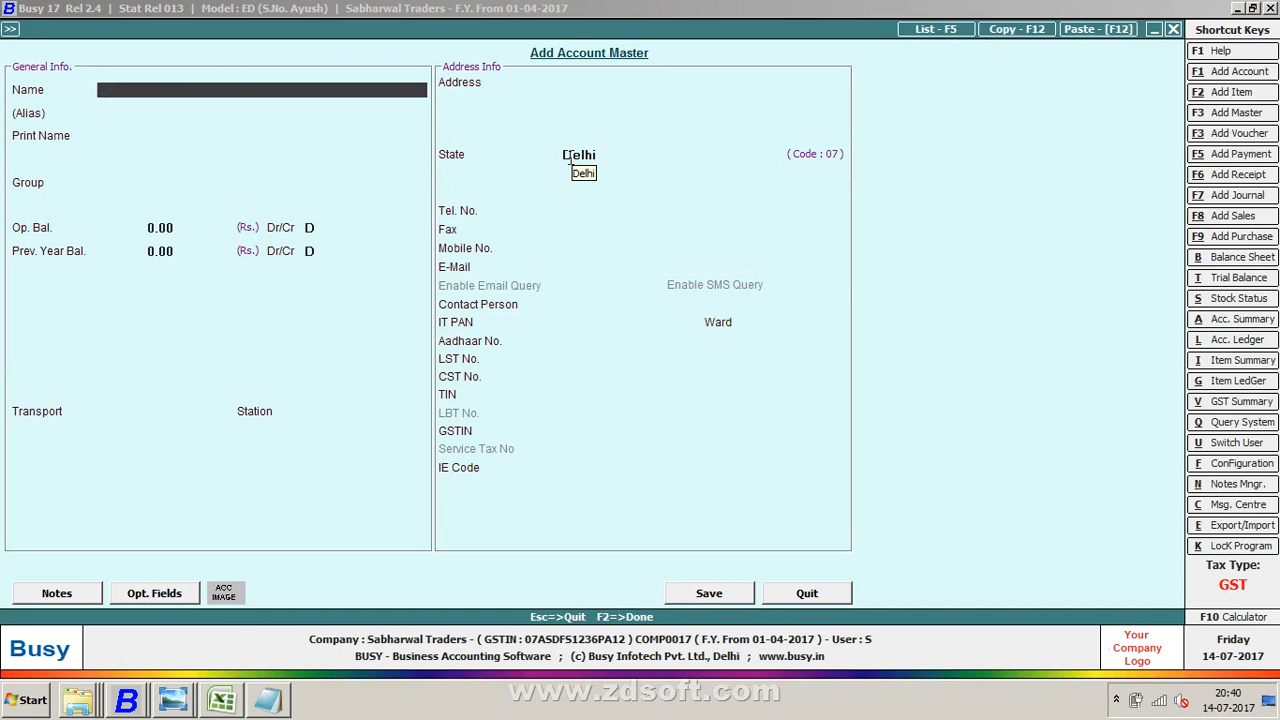 Busy 17 Rel 2.4 | Stat Rel 013 | Model : ED (S.No. Ayush) | Sabharwal Traders - F.Y. From 01-04-2017 |
>> List - F5 Copy - F12 Paste - [F12]
Add Account Master
General Info.
Name
(Alias)
Print Name
Group
Op. Bal. 0.00 (Rs.) Dr/Cr D
Prev. Year Bal. 0.00 (Rs.) Dr/Cr D
Transport Station
Address Info
Address
State Delhi ( Code : 07 )
Delhi
Tel. No.
Fax
Mobile No.
E-Mail
Enable Email Query Enable SMS Query
Contact Person
IT PAN Ward
Aadhaar No.
LST No.
CST No.
TIN
LBT No.
GSTIN
Service Tax No
IE Code
Notes Opt. Fields ACC IMAGE Save Quit
Esc=>Quit F2=>Done
Shortcut Keys
F1 Help
F1 Add Account
F2 Add Item
F3 Add Master
F3 Add Voucher
F5 Add Payment
F6 Add Receipt
F7 Add Journal
F8 Add Sales
F9 Add Purchase
B Balance Sheet
T Trial Balance
S Stock Status
A Acc. Summary
L Acc. Ledger
I Item Summary
G Item LedGer
V GST Summary
Q Query System
U Switch User
F ConFiguration
N Notes Mngr.
C Msg. Centre
E Export/Import
K LocK Program
Tax Type:
GST
F10 Calculator
Busy
Company : Sabharwal Traders - ( GSTIN : 07ASDFS1236PA12 ) COMP0017 ( F.Y. From 01-04-2017 ) - User : S
BUSY - Business Accounting Software ; (c) Busy Infotech Pvt. Ltd., Delhi ; www.busy.in
Your
Company
Logo
Friday
14-07-2017
Start
B
www.zdsoft.com
20:40
14-07-2017